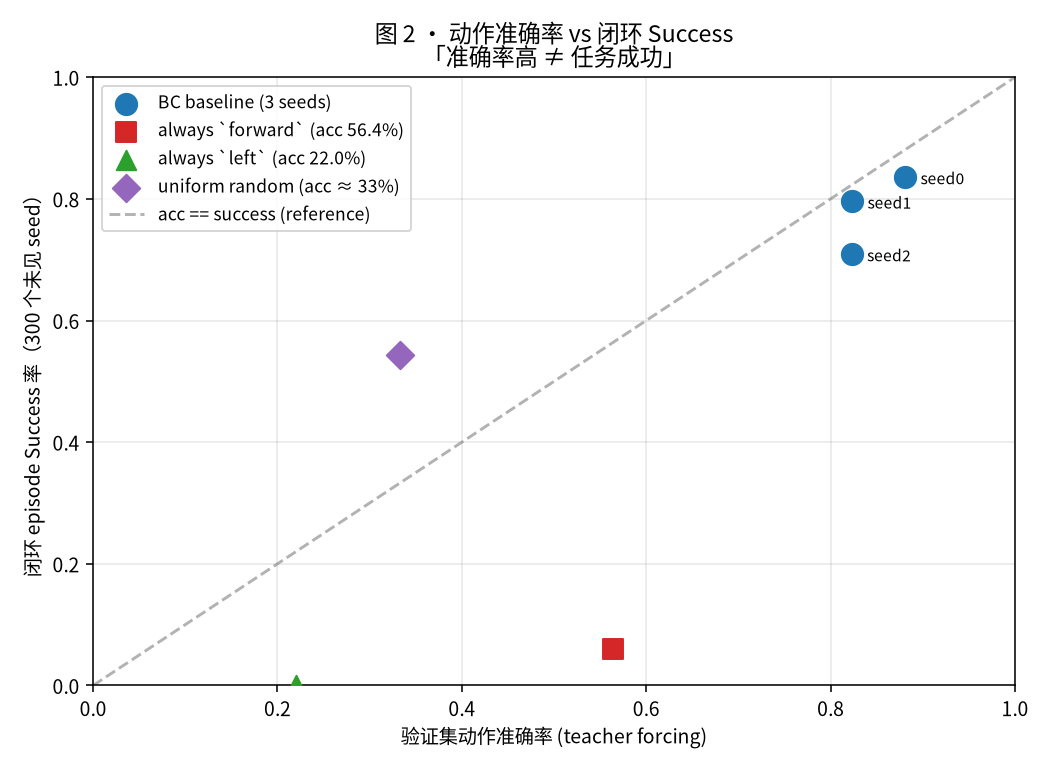 图 2 · 动作准确率 vs 闭环 Success
「准确率高 ≠ 任务成功」
BC baseline (3 seeds)
always `forward` (acc 56.4%)
always `left` (acc 22.0%)
uniform random (acc ≈ 33%)
acc == success (reference)
seed0
seed1
seed2
闭环 episode Success 率（300 个未见 seed）
1.0
0.8
0.6
0.4
0.2
0.0
0.0 0.2 0.4 0.6 0.8 1.0
验证集动作准确率 (teacher forcing)